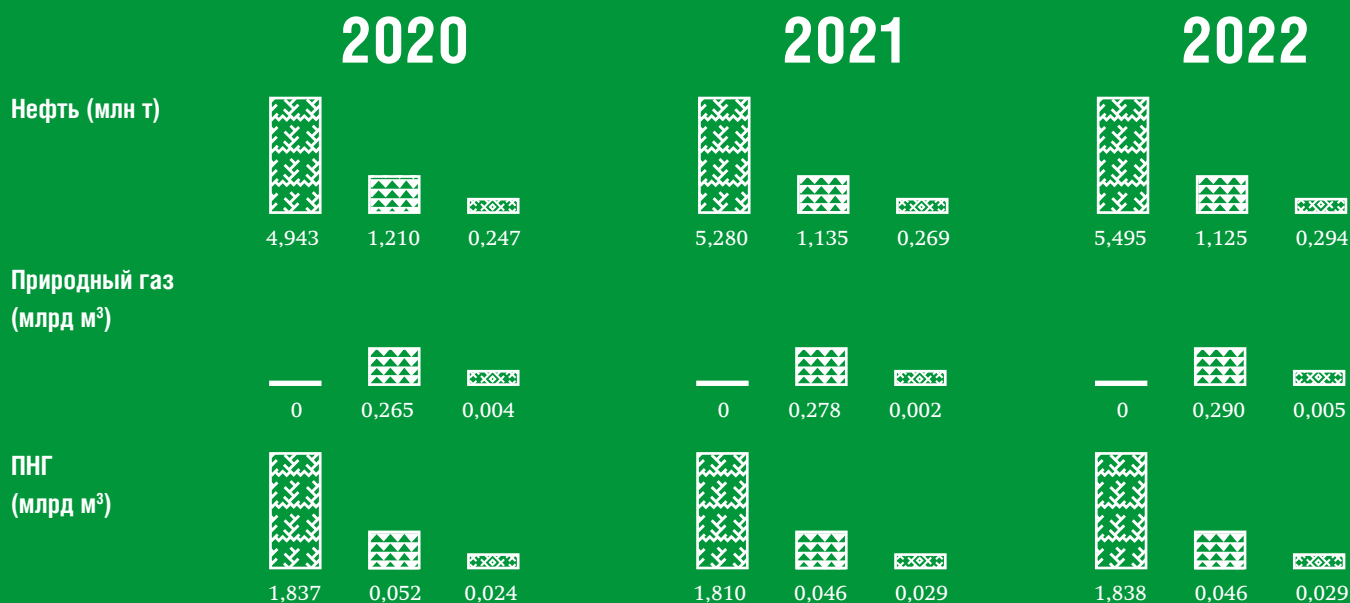 2020 2021 2022
Нефть (млн т)
4,943 1,210 0,247 5,280 1,135 0,269 5,495 1,125 0,294
Природный газ
(млрд м³)
0 0,265 0,004 0 0,278 0,002 0 0,290 0,005
ПНГ
(млрд м³)
1,837 0,052 0,024 1,810 0,046 0,029 1,838 0,046 0,029